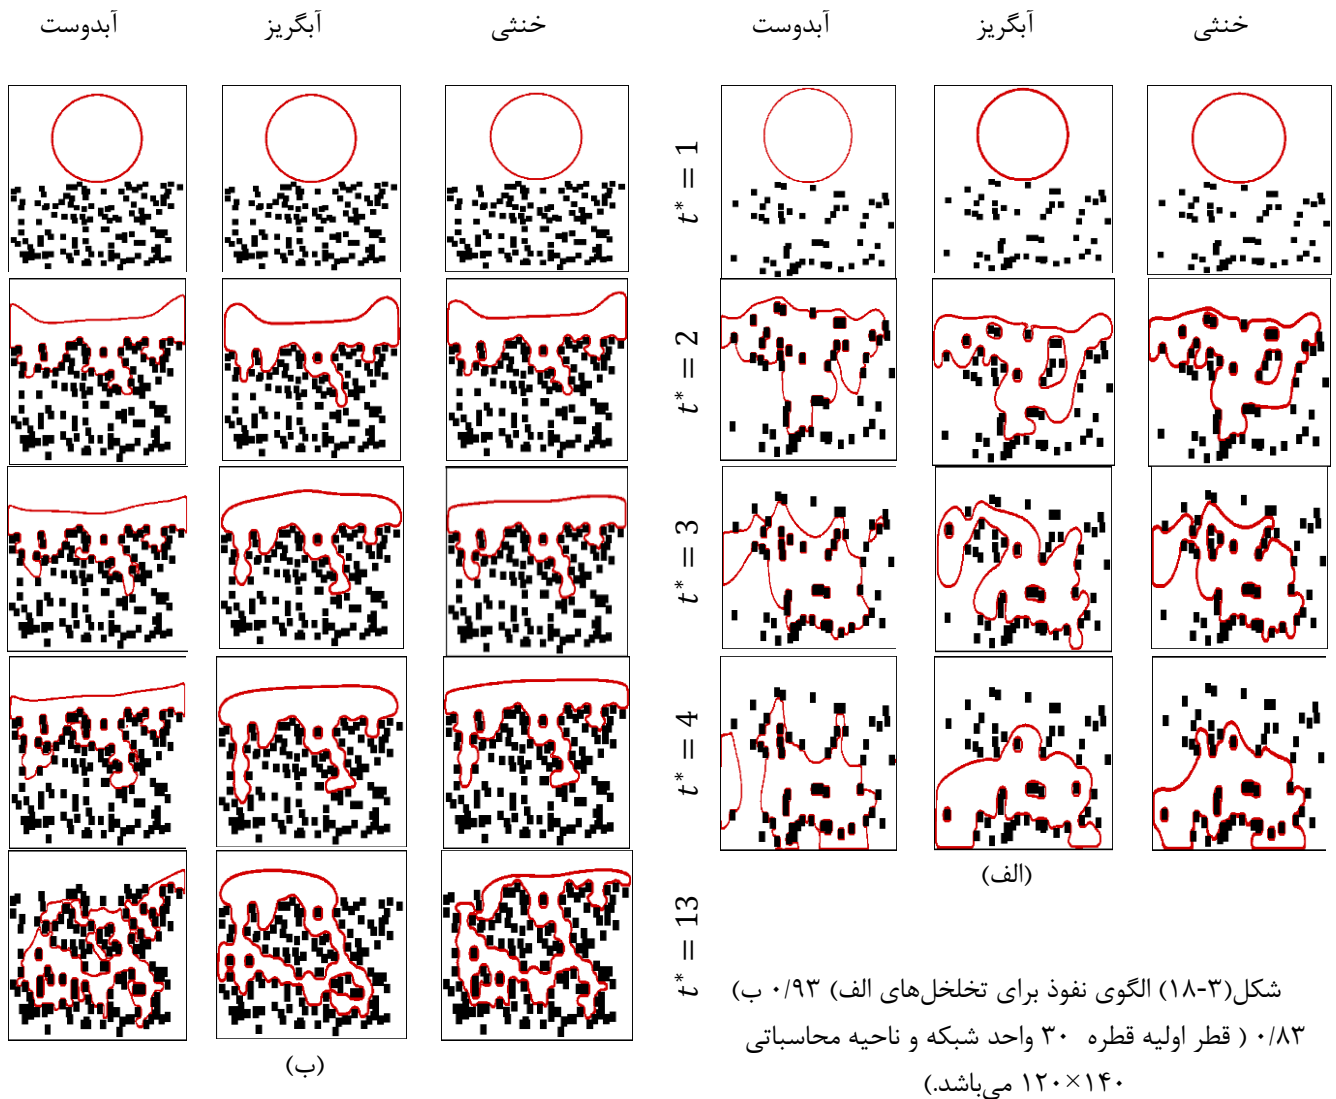 خنثی آبگریز آبدوست خنثی آبگریز آبدوست
t* = 1
t* = 2
t* = 3
t* = 4
t* = 13
(الف)
(ب)
شکل(۳-۱۸) الگوی نفوذ برای تخلخل‌های الف) ۰/۹۳ ب)
۰/۸۳ ( قطر اولیه قطره ۳۰ واحد شبکه و ناحیه محاسباتی
۱۲۰×۱۴۰ می‌باشد.)